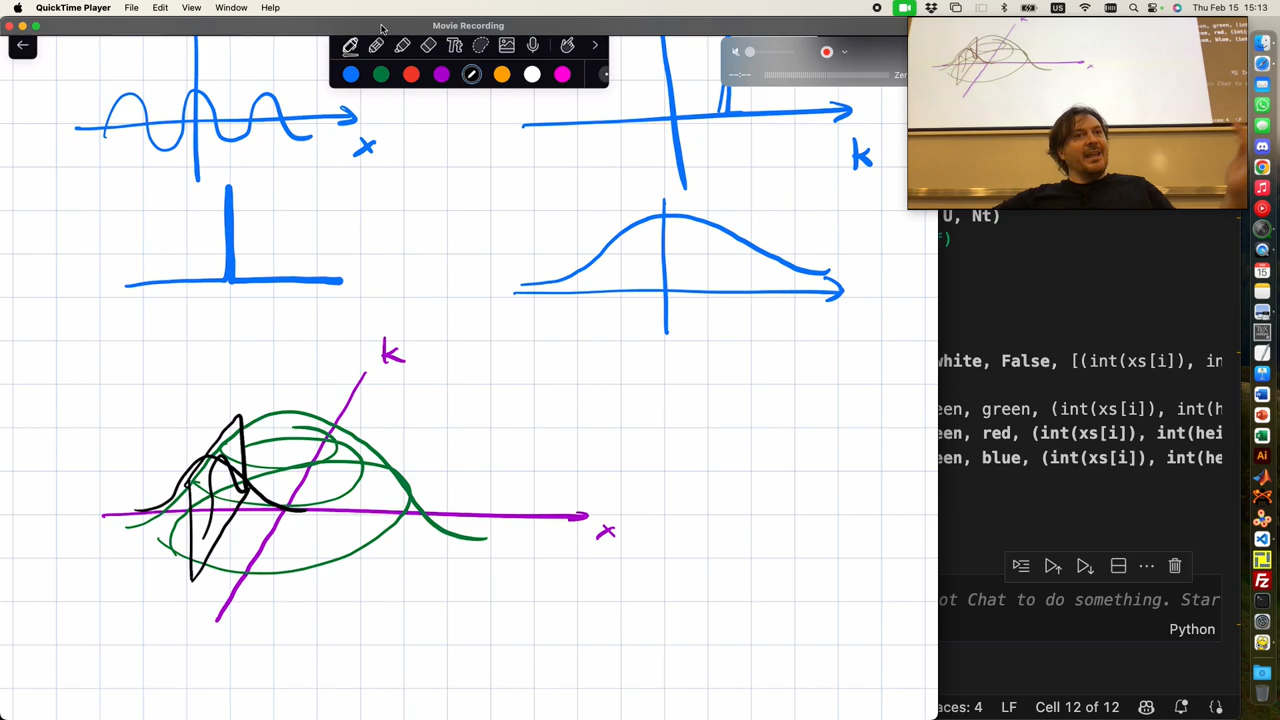 QuickTime Player File Edit View Window Help
US Thu Feb 15 15:13
Movie Recording
--:--
Zer
x
k
k
x
U, Nt)
)
white, False, [(int(xs[i]), in
een, green, (int(xs[i]), int(h
een, red, (int(xs[i]), int(hei
een, blue, (int(xs[i]), int(he
ot Chat to do something. Star
Python
aces: 4 LF Cell 12 of 12